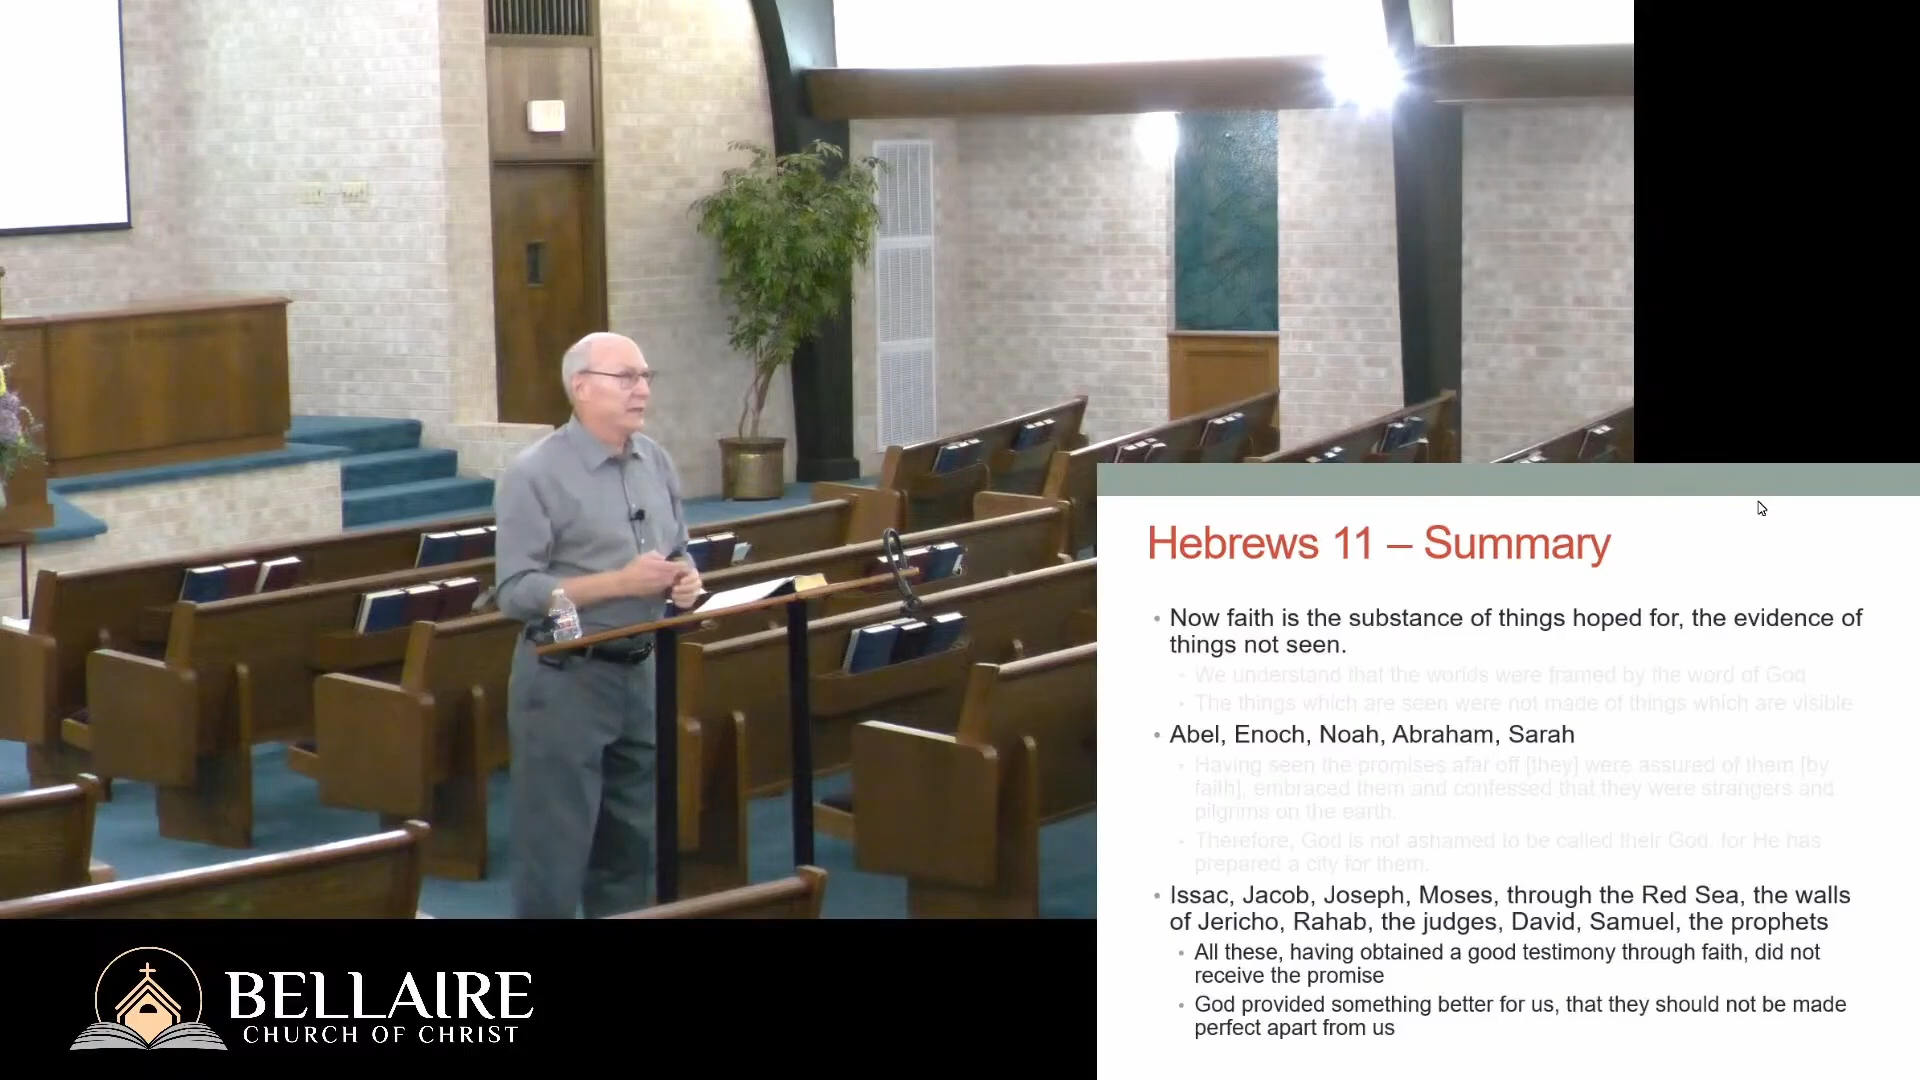 Hebrews 11 – Summary
• Now faith is the substance of things hoped for, the evidence of
things not seen.
• We understand that the worlds were framed by the word of God
• The things which are seen were not made of things which are visible
• Abel, Enoch, Noah, Abraham, Sarah
• Having seen the promises afar off [they] were assured of them [by
faith], embraced them and confessed that they were strangers and
pilgrims on the earth.
• Therefore, God is not ashamed to be called their God, for He has
prepared a city for them.
• Issac, Jacob, Joseph, Moses, through the Red Sea, the walls
of Jericho, Rahab, the judges, David, Samuel, the prophets
• All these, having obtained a good testimony through faith, did not
receive the promise
• God provided something better for us, that they should not be made
perfect apart from us
BELLAIRE
CHURCH OF CHRIST